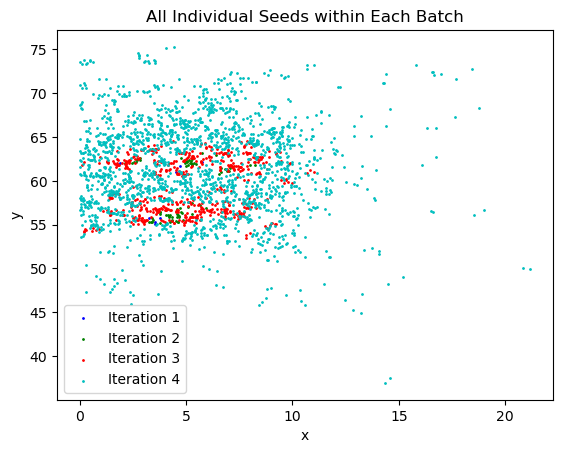 All Individual Seeds within Each Batch
75
70
65
60
55
50
45
40
y
Iteration 1
Iteration 2
Iteration 3
Iteration 4
0 5 10 15 20
x